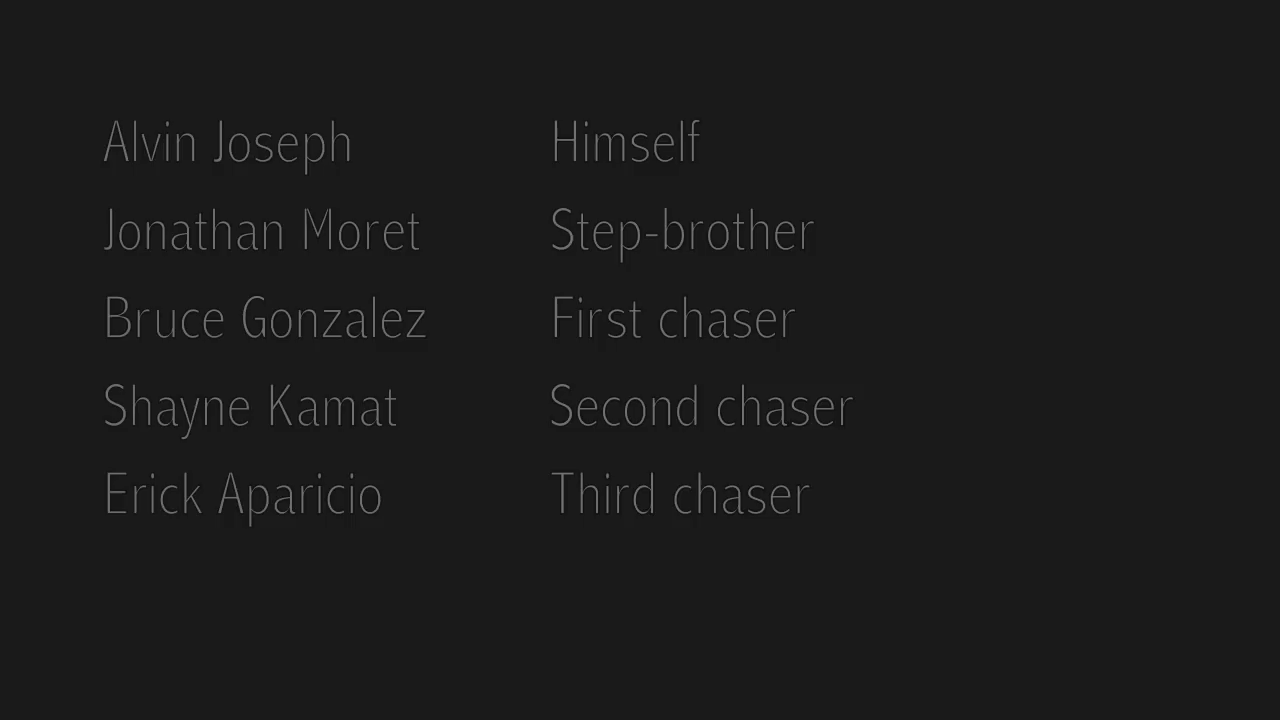 Alvin Joseph Himself
Jonathan Moret Step-brother
Bruce Gonzalez First chaser
Shayne Kamat Second chaser
Erick Aparicio Third chaser